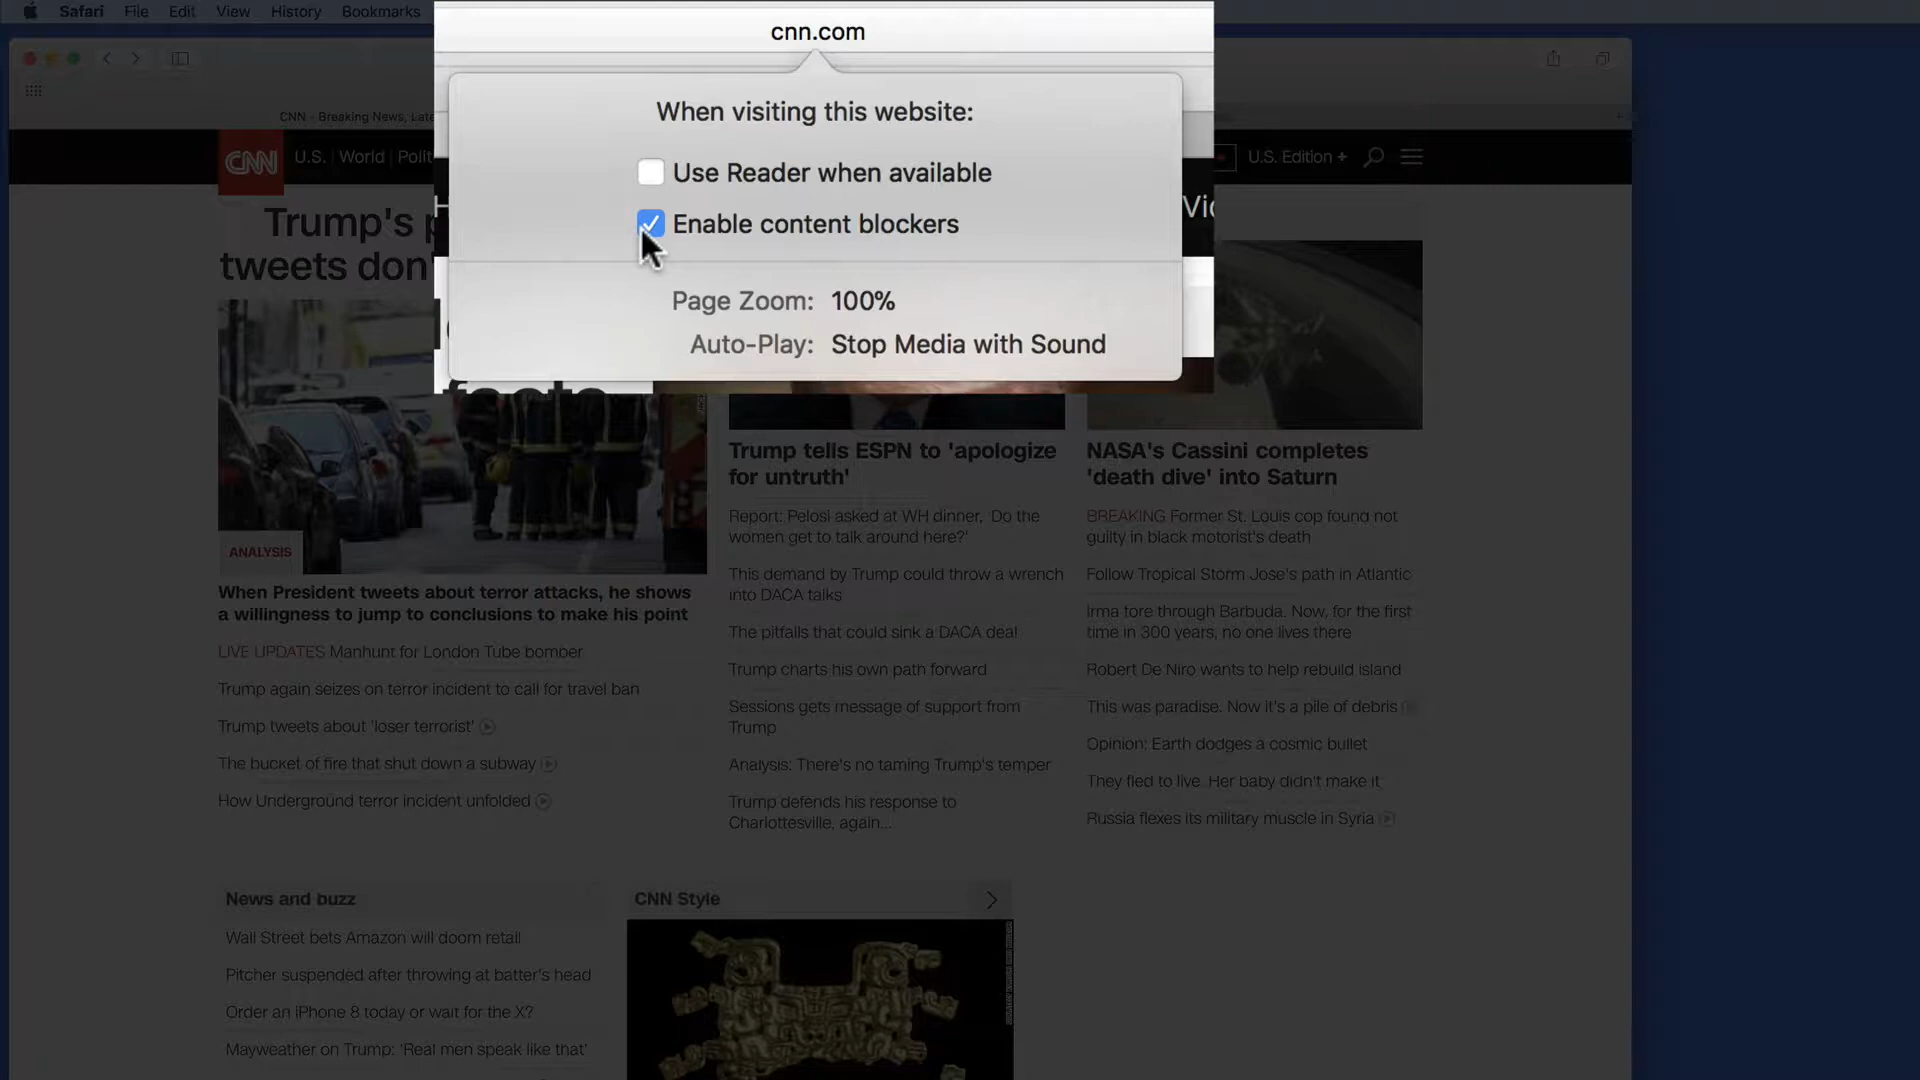 Safari File Edit View History Bookmarks
cnn.com
When visiting this website:
Use Reader when available
Enable content blockers
Page Zoom: 100%
Auto-Play: Stop Media with Sound
CNN - Breaking News, Late
CNN U.S. World Polit
U.S. Edition +
Trump's p
tweets don'
ANALYSIS
When President tweets about terror attacks, he shows
a willingness to jump to conclusions to make his point
LIVE UPDATES Manhunt for London Tube bomber
Trump again seizes on terror incident to call for travel ban
Trump tweets about 'loser terrorist'
The bucket of fire that shut down a subway
How Underground terror incident unfolded
Trump tells ESPN to 'apologize
for untruth'
Report: Pelosi asked at WH dinner, 'Do the
women get to talk around here?'
This demand by Trump could throw a wrench
into DACA talks
The pitfalls that could sink a DACA deal
Trump charts his own path forward
Sessions gets message of support from
Trump
Analysis: There's no taming Trump's temper
Trump defends his response to
Charlottesville, again...
NASA's Cassini completes
'death dive' into Saturn
BREAKING Former St. Louis cop found not
guilty in black motorist's death
Follow Tropical Storm Jose's path in Atlantic
Irma tore through Barbuda. Now, for the first
time in 300 years, no one lives there
Robert De Niro wants to help rebuild island
This was paradise. Now it's a pile of debris
Opinion: Earth dodges a cosmic bullet
They fled to live. Her baby didn't make it
Russia flexes its military muscle in Syria
News and buzz
Wall Street bets Amazon will doom retail
Pitcher suspended after throwing at batter's head
Order an iPhone 8 today or wait for the X?
Mayweather on Trump: 'Real men speak like that'
CNN Style